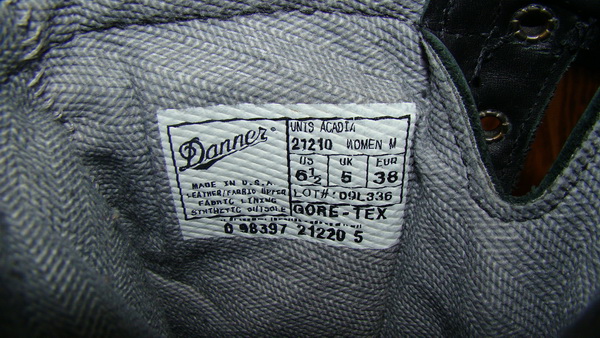 Danner
MADE IN U.S.A.
LEATHER/FABRIC UPPER
FABRIC LINING
SYNTHETIC OUTSOLE
UNIS ACADIA
21210 WOMEN M
US UK EUR
6½ 5 38
LOT#: 09L336
GORE-TEX
0 98397 21220 5